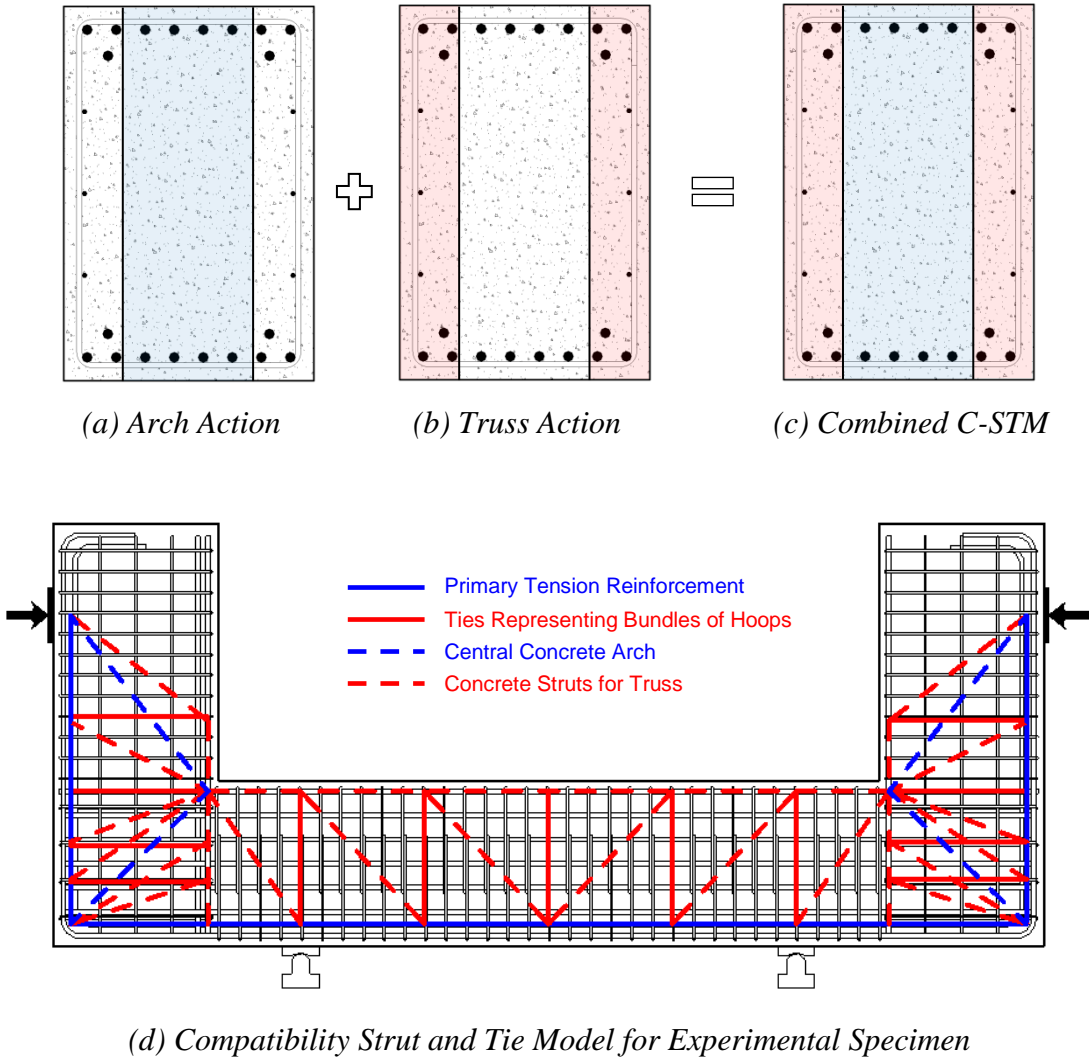 (a) Arch Action
(b) Truss Action
(c) Combined C-STM
Primary Tension Reinforcement
Ties Representing Bundles of Hoops
Central Concrete Arch
Concrete Struts for Truss
(d) Compatibility Strut and Tie Model for Experimental Specimen